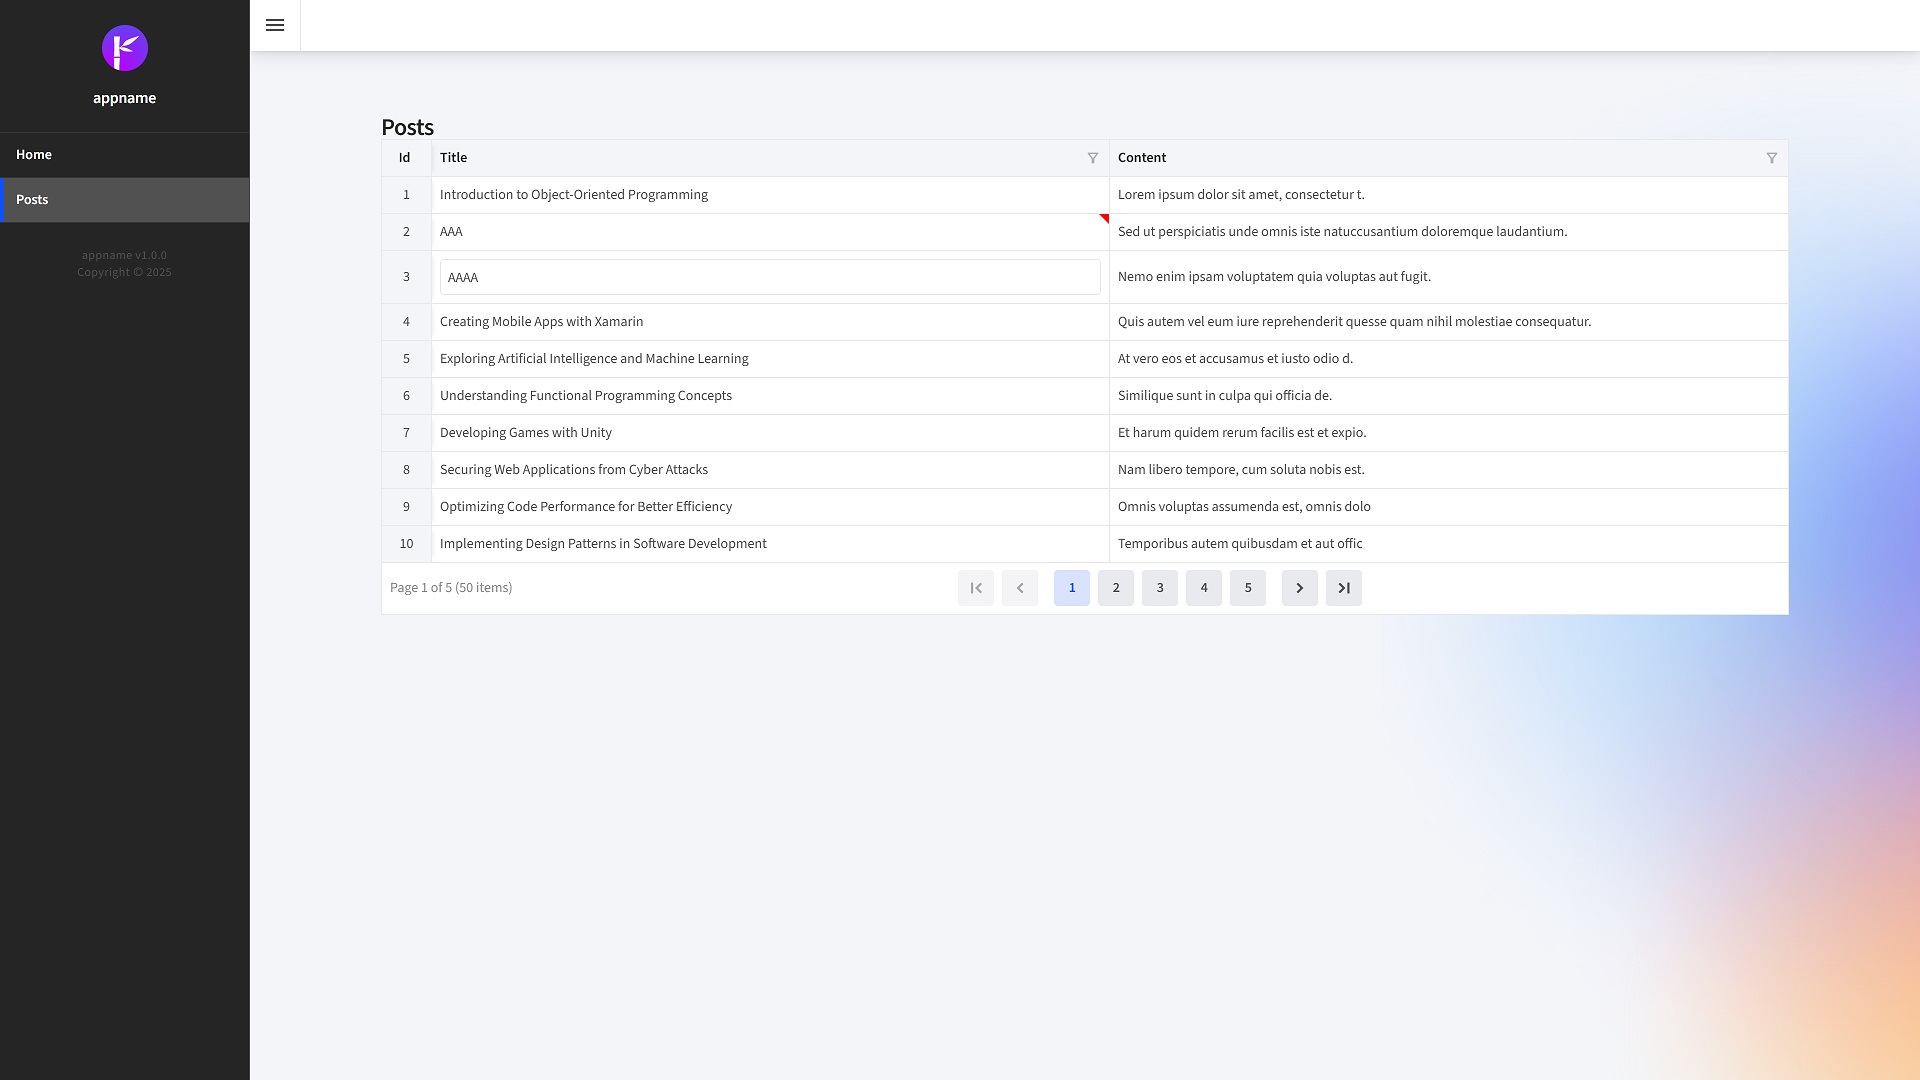 appname
Home
Posts
appname v1.0.0
Copyright © 2025
Posts
Id Title Content
1 Introduction to Object-Oriented Programming Lorem ipsum dolor sit amet, consectetur t.
2 AAA Sed ut perspiciatis unde omnis iste natuccusantium doloremque laudantium.
3 AAAA Nemo enim ipsam voluptatem quia voluptas aut fugit.
4 Creating Mobile Apps with Xamarin Quis autem vel eum iure reprehenderit quesse quam nihil molestiae consequatur.
5 Exploring Artificial Intelligence and Machine Learning At vero eos et accusamus et iusto odio d.
6 Understanding Functional Programming Concepts Similique sunt in culpa qui officia de.
7 Developing Games with Unity Et harum quidem rerum facilis est et expio.
8 Securing Web Applications from Cyber Attacks Nam libero tempore, cum soluta nobis est.
9 Optimizing Code Performance for Better Efficiency Omnis voluptas assumenda est, omnis dolo
10 Implementing Design Patterns in Software Development Temporibus autem quibusdam et aut offic
Page 1 of 5 (50 items) 1 2 3 4 5